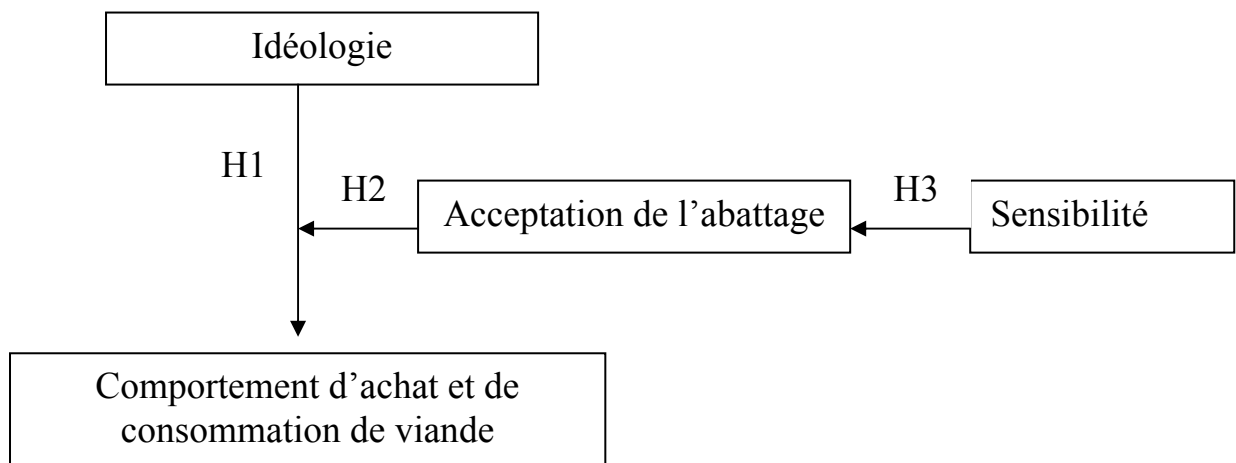 Idéologie
H1
H2
Acceptation de l’abattage
H3
Sensibilité
Comportement d’achat et de
consommation de viande